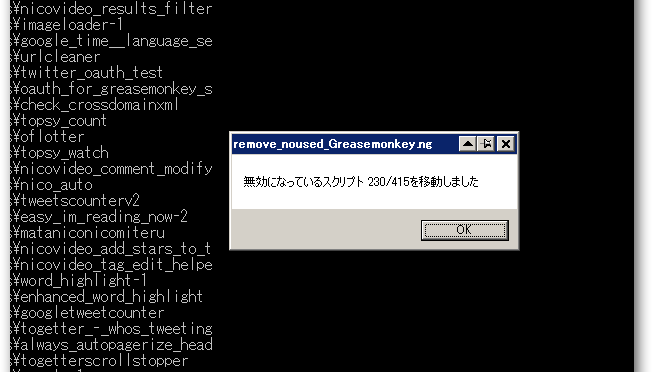 s¥nicovideo_results_filter
s¥imageloader-1
s¥google_time__language_se
s¥urlcleaner
s¥twitter_oauth_test
s¥oauth_for_greasemonkey_s
s¥check_crossdomainxml
s¥topsy_count
s¥oflotter
s¥topsy_watch
s¥nicovideo_comment_modify
s¥nico_auto
s¥tweetscounterv2
s¥easy_im_reading_now-2
s¥mataniconicomiteru
s¥nicovideo_add_stars_to_t
s¥nicovideo_tag_edit_helpe
s¥word_highlight-1
s¥enhanced_word_highlight
s¥googletweetcounter
s¥togetter_-_whos_tweeting
s¥always_autopagerize_head
s¥togetterscrollstopper
remove_noused_Greasemonkey.ng
無効になっているスクリプト 230/415を移動しました
OK